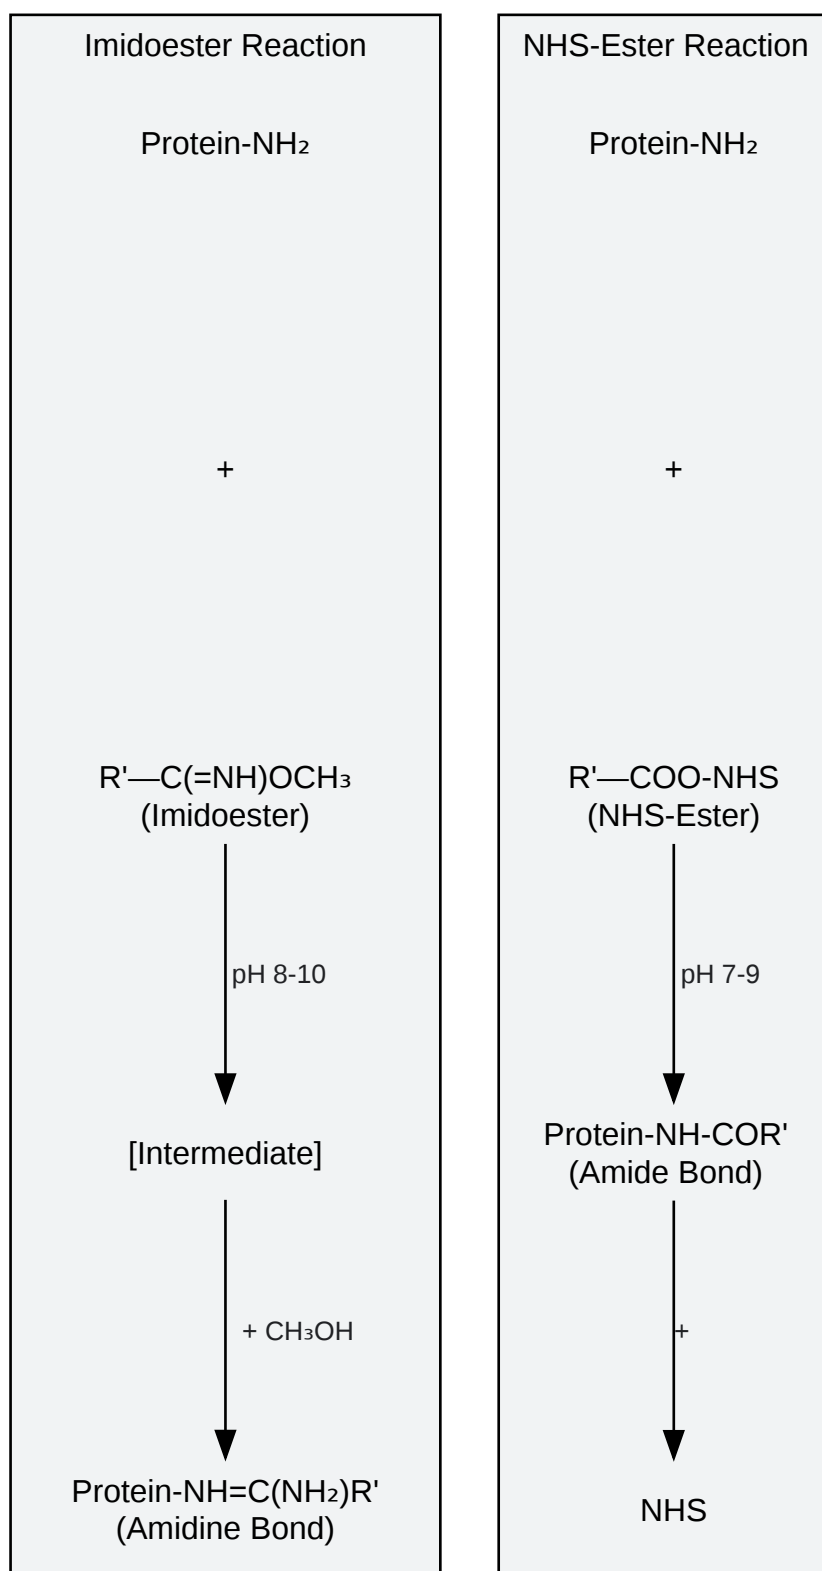 Imidoester Reaction
Protein-NH₂
+
R'—C(=NH)OCH₃
(Imidoester)
pH 8-10
[Intermediate]
+ CH₃OH
Protein-NH=C(NH₂)R'
(Amidine Bond)
NHS-Ester Reaction
Protein-NH₂
+
R'—COO-NHS
(NHS-Ester)
pH 7-9
Protein-NH-COR'
(Amide Bond)
+
NHS